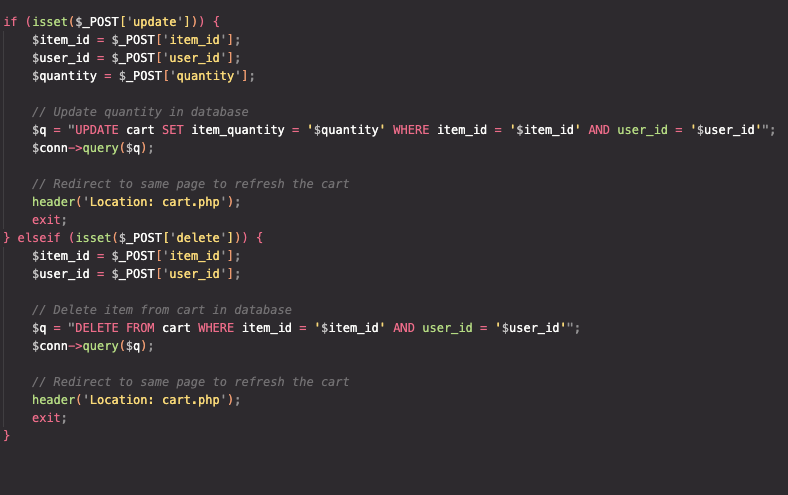 if (isset($_POST['update'])) {
    $item_id = $_POST['item_id'];
    $user_id = $_POST['user_id'];
    $quantity = $_POST['quantity'];

    // Update quantity in database
    $q = "UPDATE cart SET item_quantity = '$quantity' WHERE item_id = '$item_id' AND user_id = '$user_id'";
    $conn->query($q);

    // Redirect to same page to refresh the cart
    header('Location: cart.php');
    exit;
} elseif (isset($_POST['delete'])) {
    $item_id = $_POST['item_id'];
    $user_id = $_POST['user_id'];

    // Delete item from cart in database
    $q = "DELETE FROM cart WHERE item_id = '$item_id' AND user_id = '$user_id'";
    $conn->query($q);

    // Redirect to same page to refresh the cart
    header('Location: cart.php');
    exit;
}